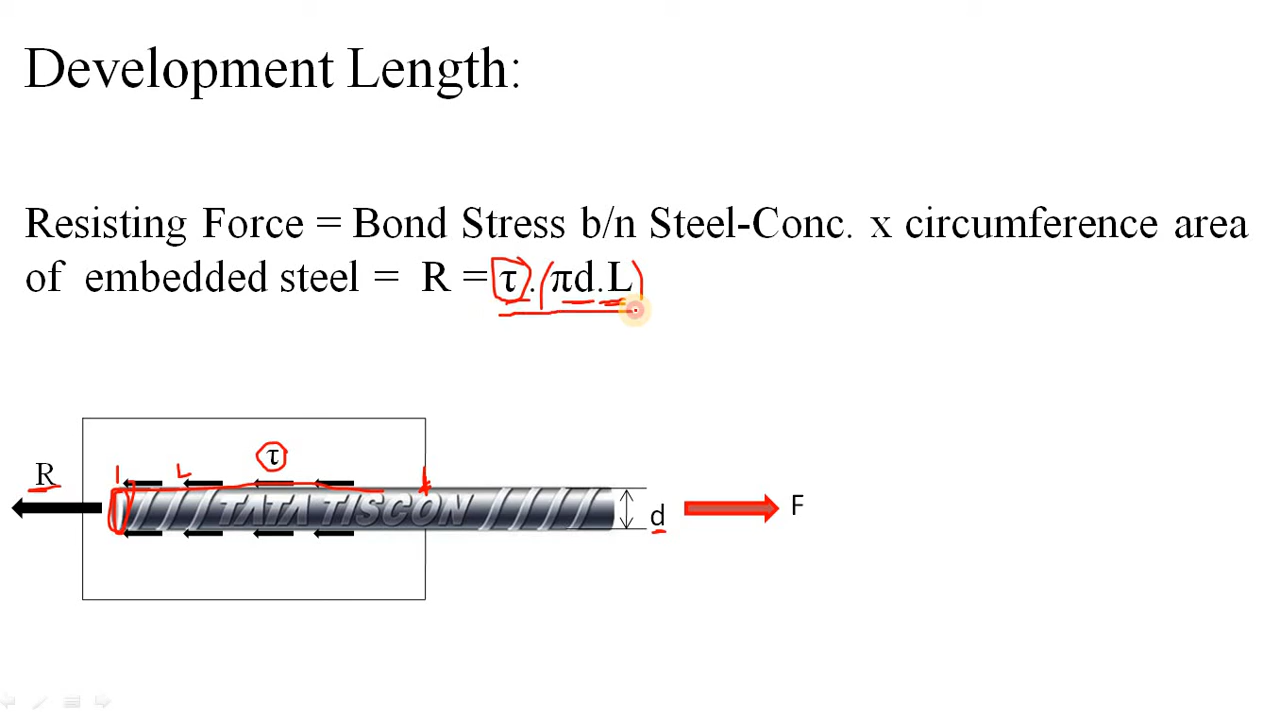 Development Length:
Resisting Force = Bond Stress b/n Steel-Conc. x circumference area
of embedded steel = R = τ.(πd.L)
τ
R
L
TATA TISCON
d
F